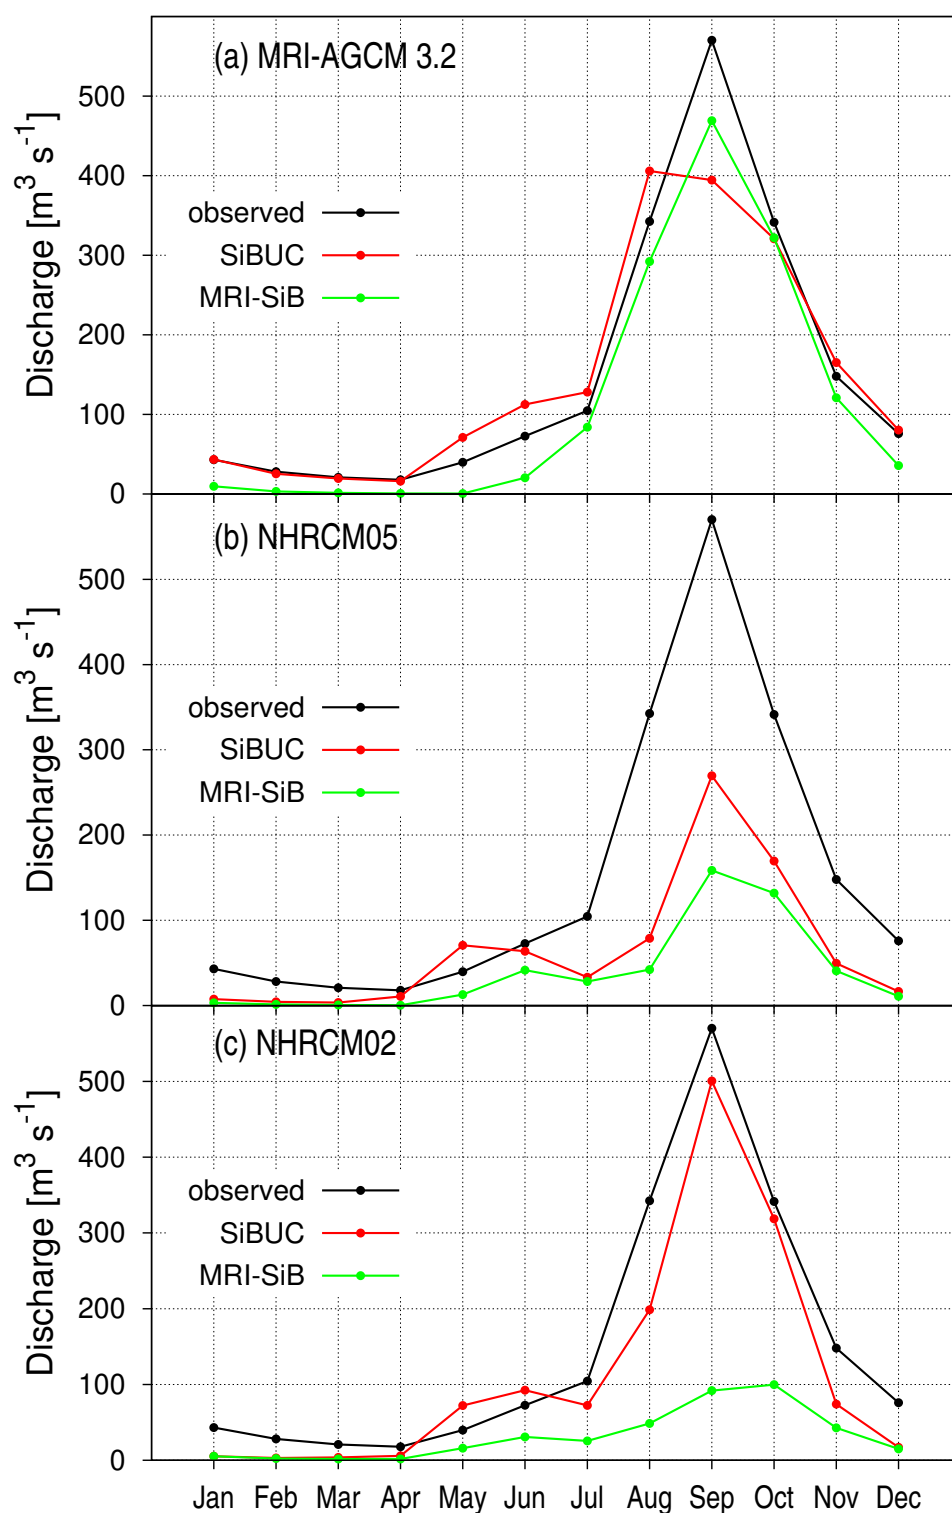 (a) MRI-AGCM 3.2
Discharge [m³ s⁻¹]
500
400
300
200
100
0
observed
SiBUC
MRI-SiB
(b) NHRCM05
Discharge [m³ s⁻¹]
500
400
300
200
100
0
observed
SiBUC
MRI-SiB
(c) NHRCM02
Discharge [m³ s⁻¹]
500
400
300
200
100
0
observed
SiBUC
MRI-SiB
Jan Feb Mar Apr May Jun Jul Aug Sep Oct Nov Dec